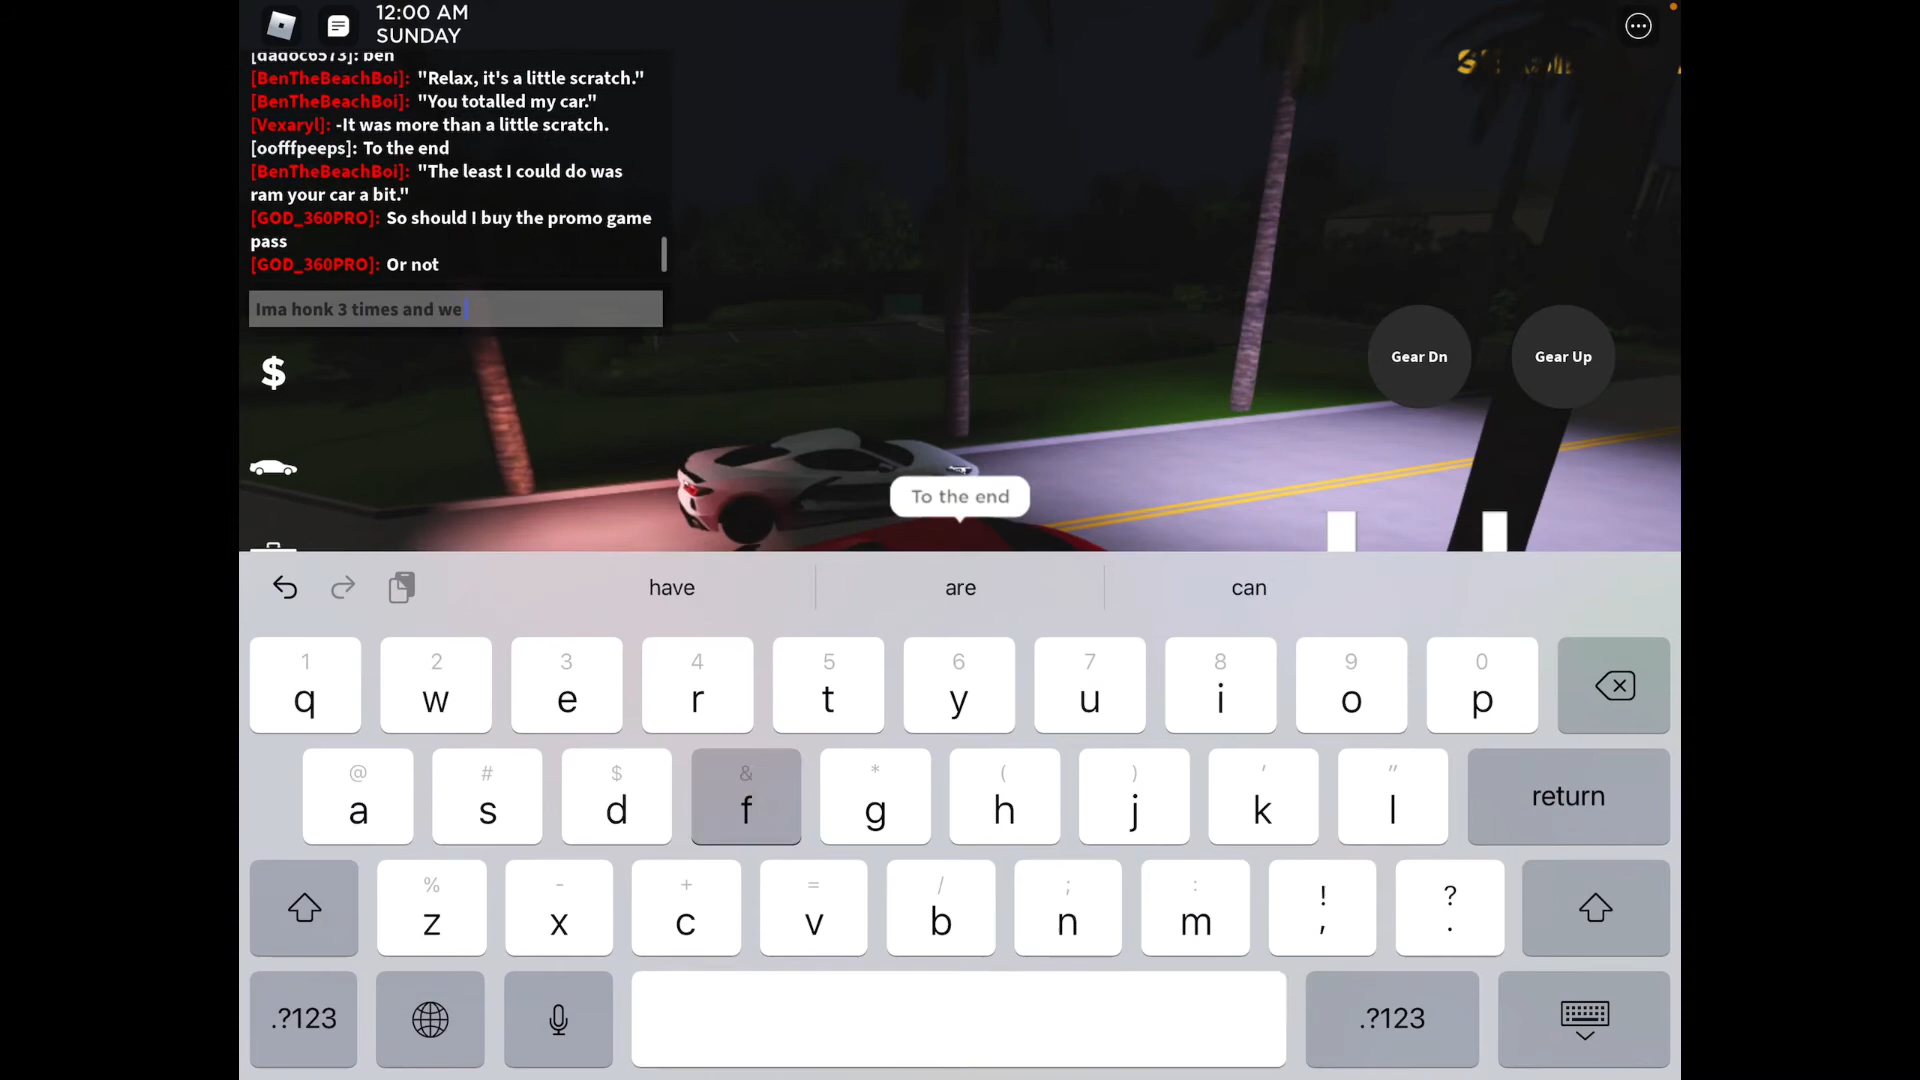 12:00 AM
SUNDAY
[dadoc6573]: ben
[BenTheBeachBoi]: "Relax, it's a little scratch."
[BenTheBeachBoi]: "You totalled my car."
[Vexaryl]: -It was more than a little scratch.
[oofffpeeps]: To the end
[BenTheBeachBoi]: "The least I could do was
ram your car a bit."
[GOD_360PRO]: So should I buy the promo game
pass
[GOD_360PRO]: Or not
Ima honk 3 times and we
$
Gear Dn
Gear Up
To the end
have are can
1 2 3 4 5 6 7 8 9 0
q w e r t y u i o p
@ # $ & * ( ) ' "
a s d f g h j k l return
% - + = / ; : ! ?
z x c v b n m , .
.?123 .?123